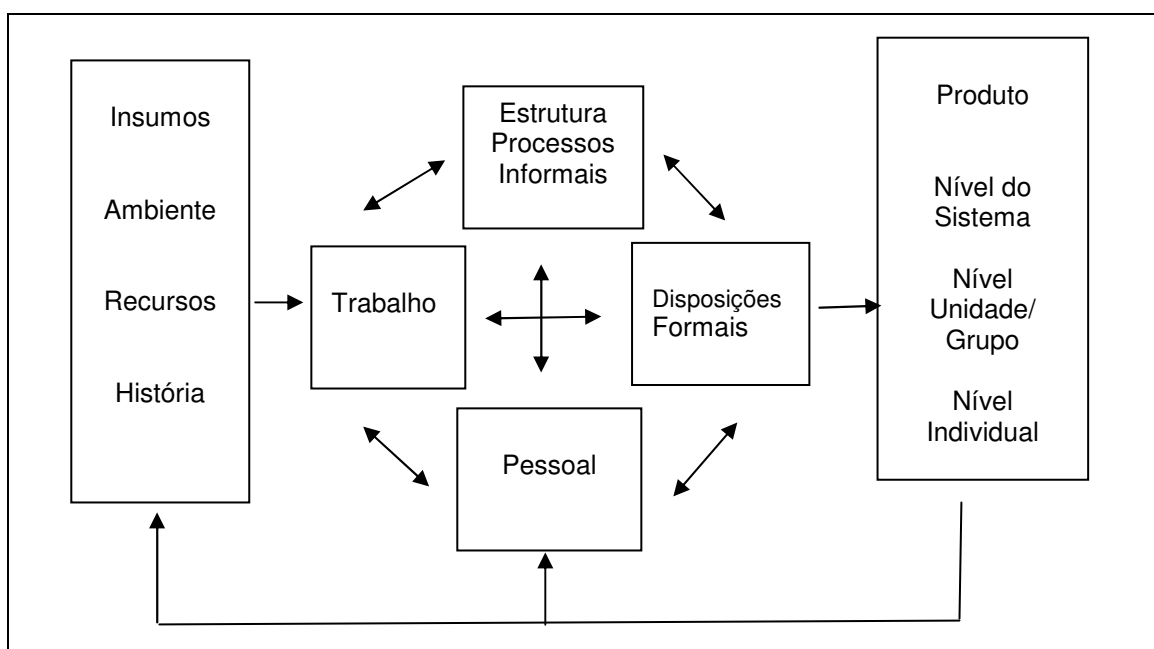 Insumos
Ambiente
Recursos
História
Estrutura
Processos
Informais
Trabalho
Disposições
Formais
Pessoal
Produto
Nível do
Sistema
Nível
Unidade/
Grupo
Nível
Individual